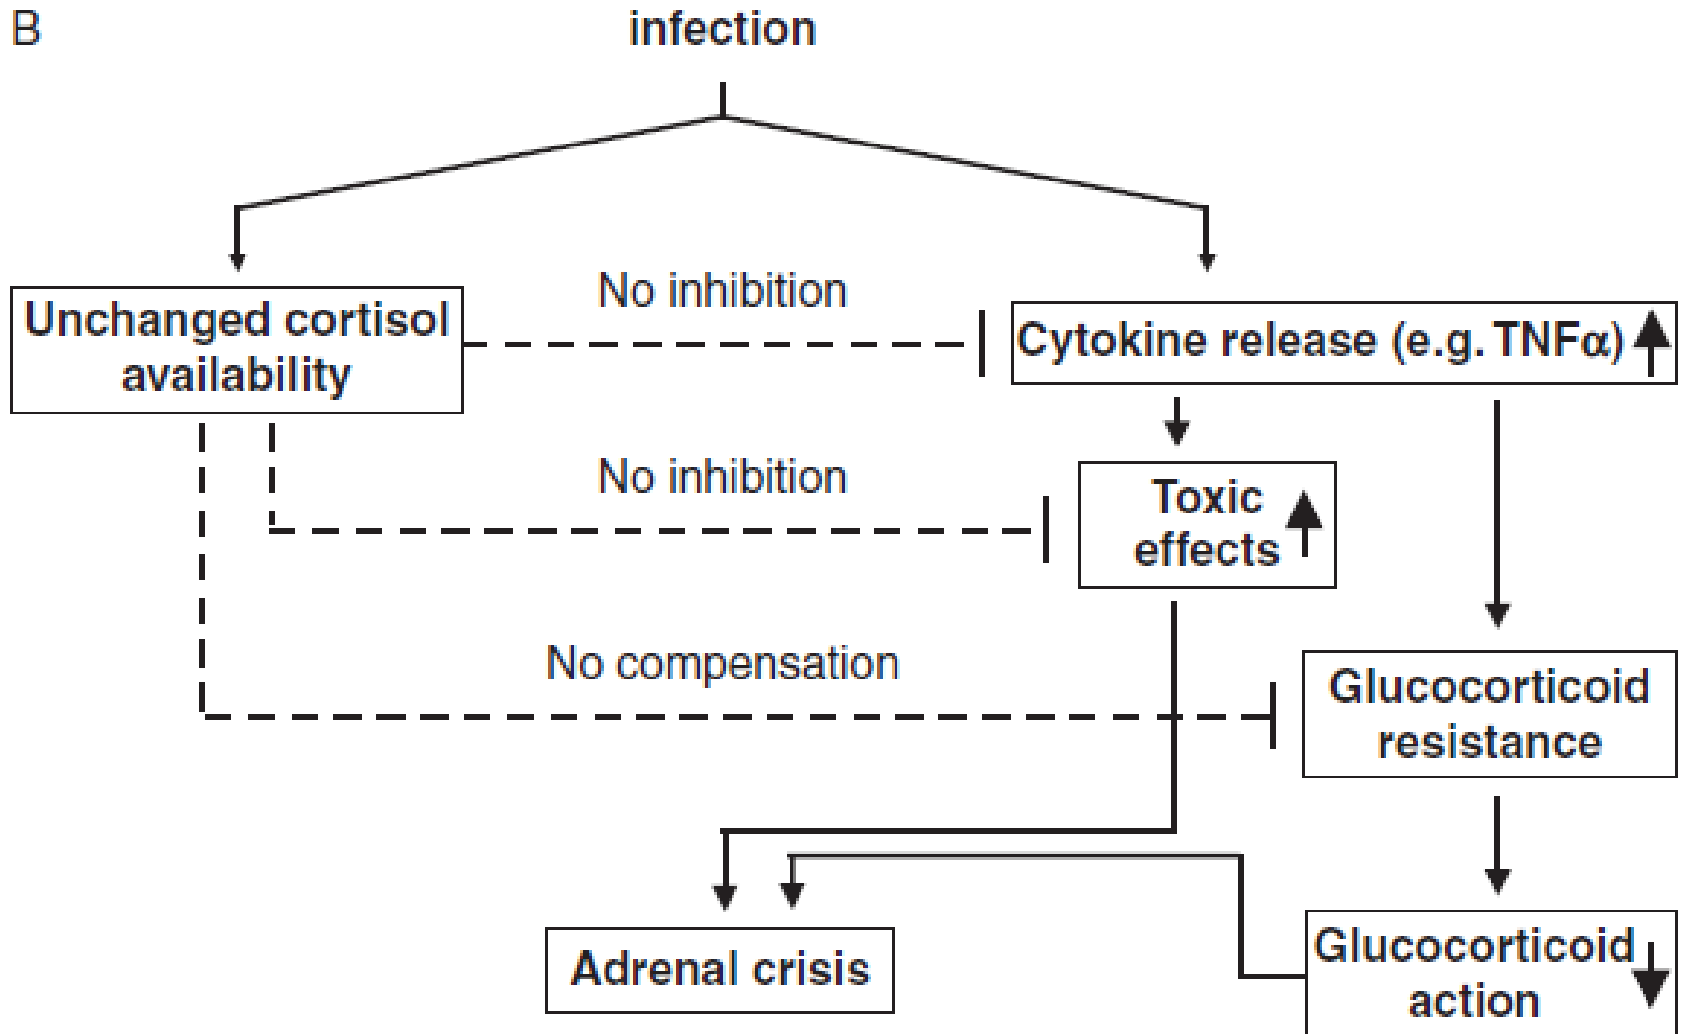 B
infection
No inhibition
Unchanged cortisol
availability
Cytokine release (e.g. TNFα)
No inhibition
Toxic
effects
No compensation
Glucocorticoid
resistance
Adrenal crisis
Glucocorticoid
action